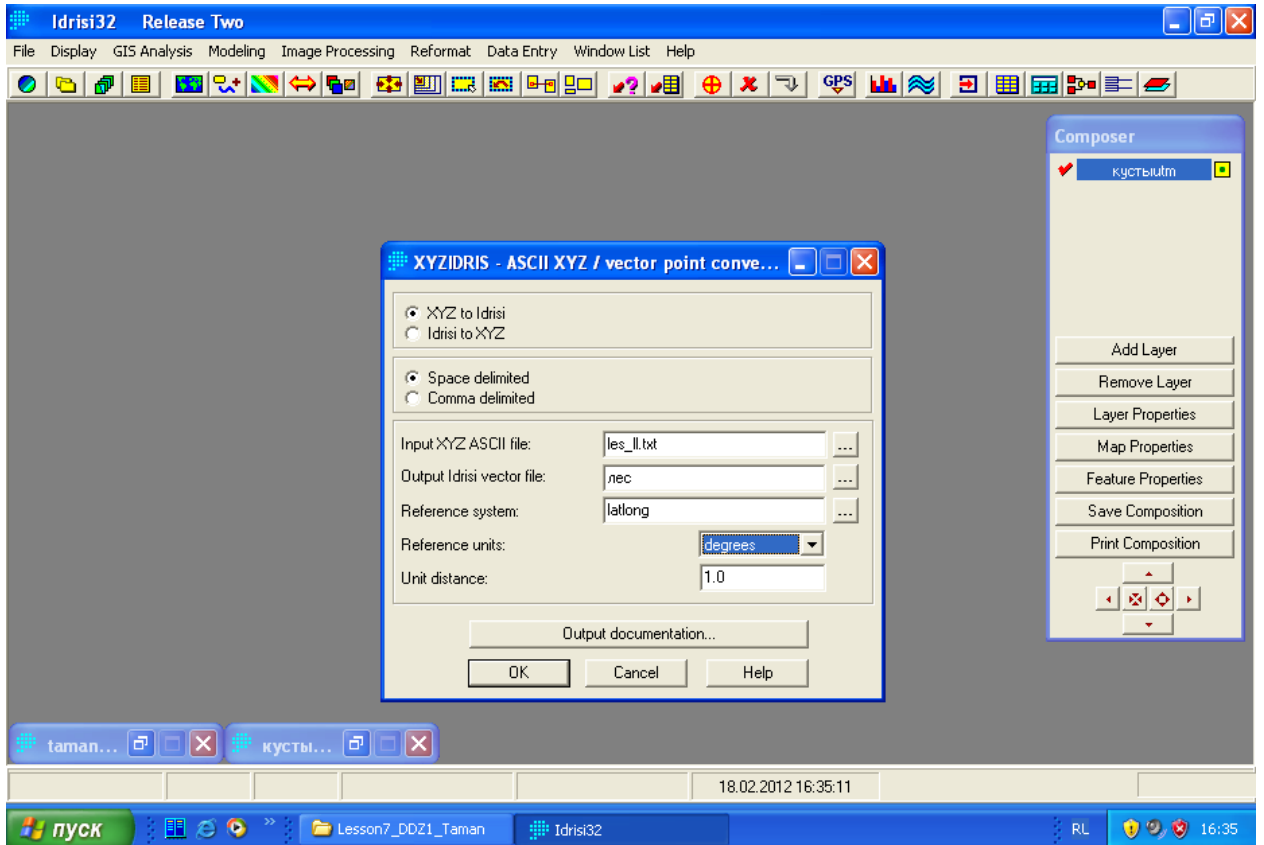 Idrisi32 Release Two
File Display GIS Analysis Modeling Image Processing Reformat Data Entry Window List Help
GPS
Composer
кустыutm
XYZIDRIS - ASCII XYZ / vector point conve...
XYZ to Idrisi
Idrisi to XYZ
Space delimited
Comma delimited
Input XYZ ASCII file: les_ll.txt ...
Output Idrisi vector file: лес ...
Reference system: latlong ...
Reference units: degrees
Unit distance: 1.0
Output documentation...
OK Cancel Help
Add Layer
Remove Layer
Layer Properties
Map Properties
Feature Properties
Save Composition
Print Composition
taman... кусты...
18.02.2012 16:35:11
пуск Lesson7_DDZ1_Taman Idrisi32 RL 16:35